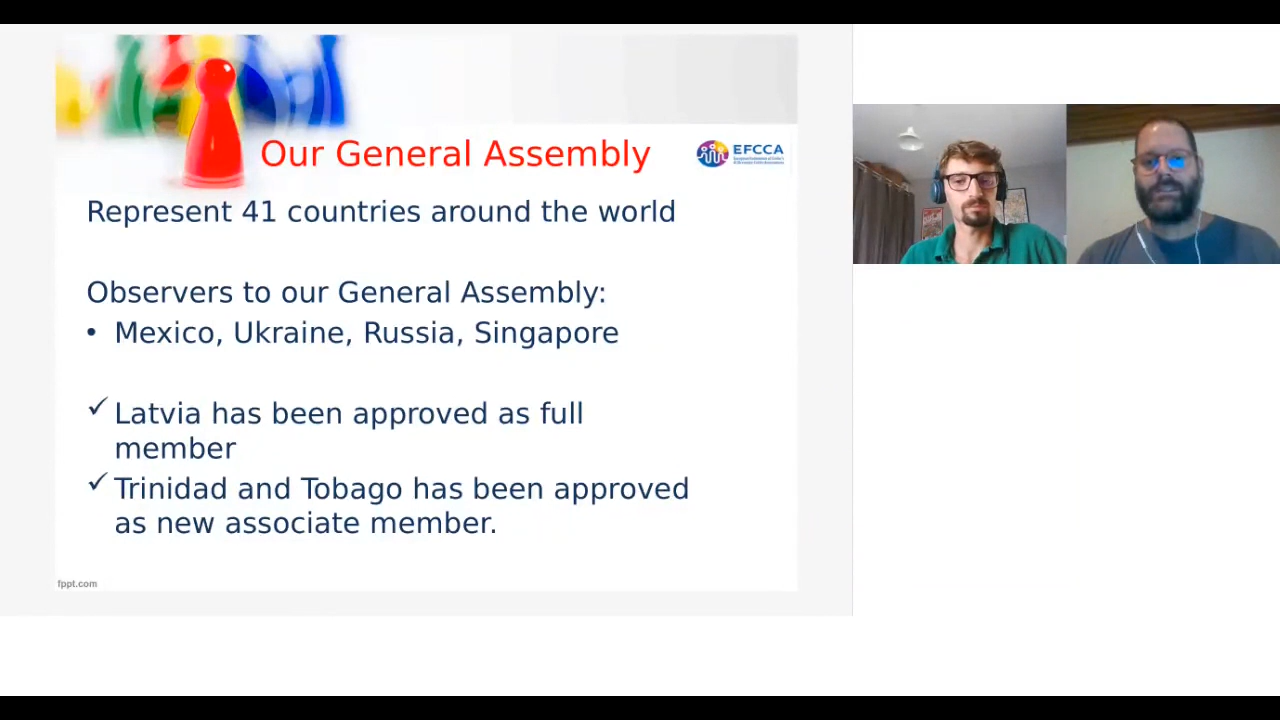 Our General Assembly
EFCCA
Represent 41 countries around the world
Observers to our General Assembly:
• Mexico, Ukraine, Russia, Singapore
✓ Latvia has been approved as full
member
✓ Trinidad and Tobago has been approved
as new associate member.
fppt.com